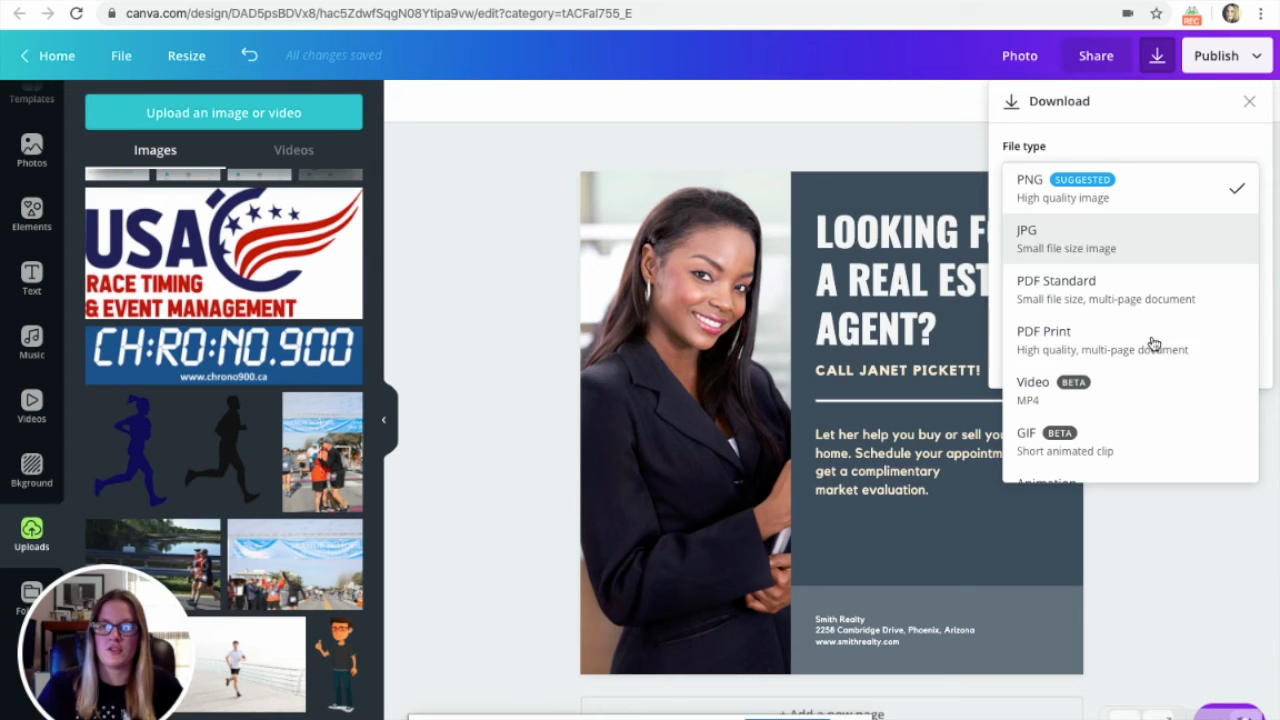 canva.com/design/DAD5psBDVx8/hac5ZdwfSqgN08Ytipa9vw/edit?category=tACFal755_E
REC
Home
File
Resize
All changes saved
Photo
Share
Publish
Templates
Photos
Elements
Text
Music
Videos
Bkground
Uploads
Upload an image or video
Images
Videos
USA
RACE TIMING
& EVENT MANAGEMENT
CH:RO:NO.900
www.chrono900.ca
LOOKING
A REAL
AGENT?
CALL JANET PICKETT!
Let her help you buy or sell
home. Schedule your
get a complimentary
market evaluation.
Smith Realty
2258 Cambridge Drive, Phoenix, Arizona
www.smithrealty.com
+ Add a new page
Download
File type
PNG SUGGESTED
High quality image
JPG
Small file size image
PDF Standard
Small file size, multi-page document
PDF Print
High quality, multi-page document
Video BETA
MP4
GIF BETA
Short animated clip
Animation